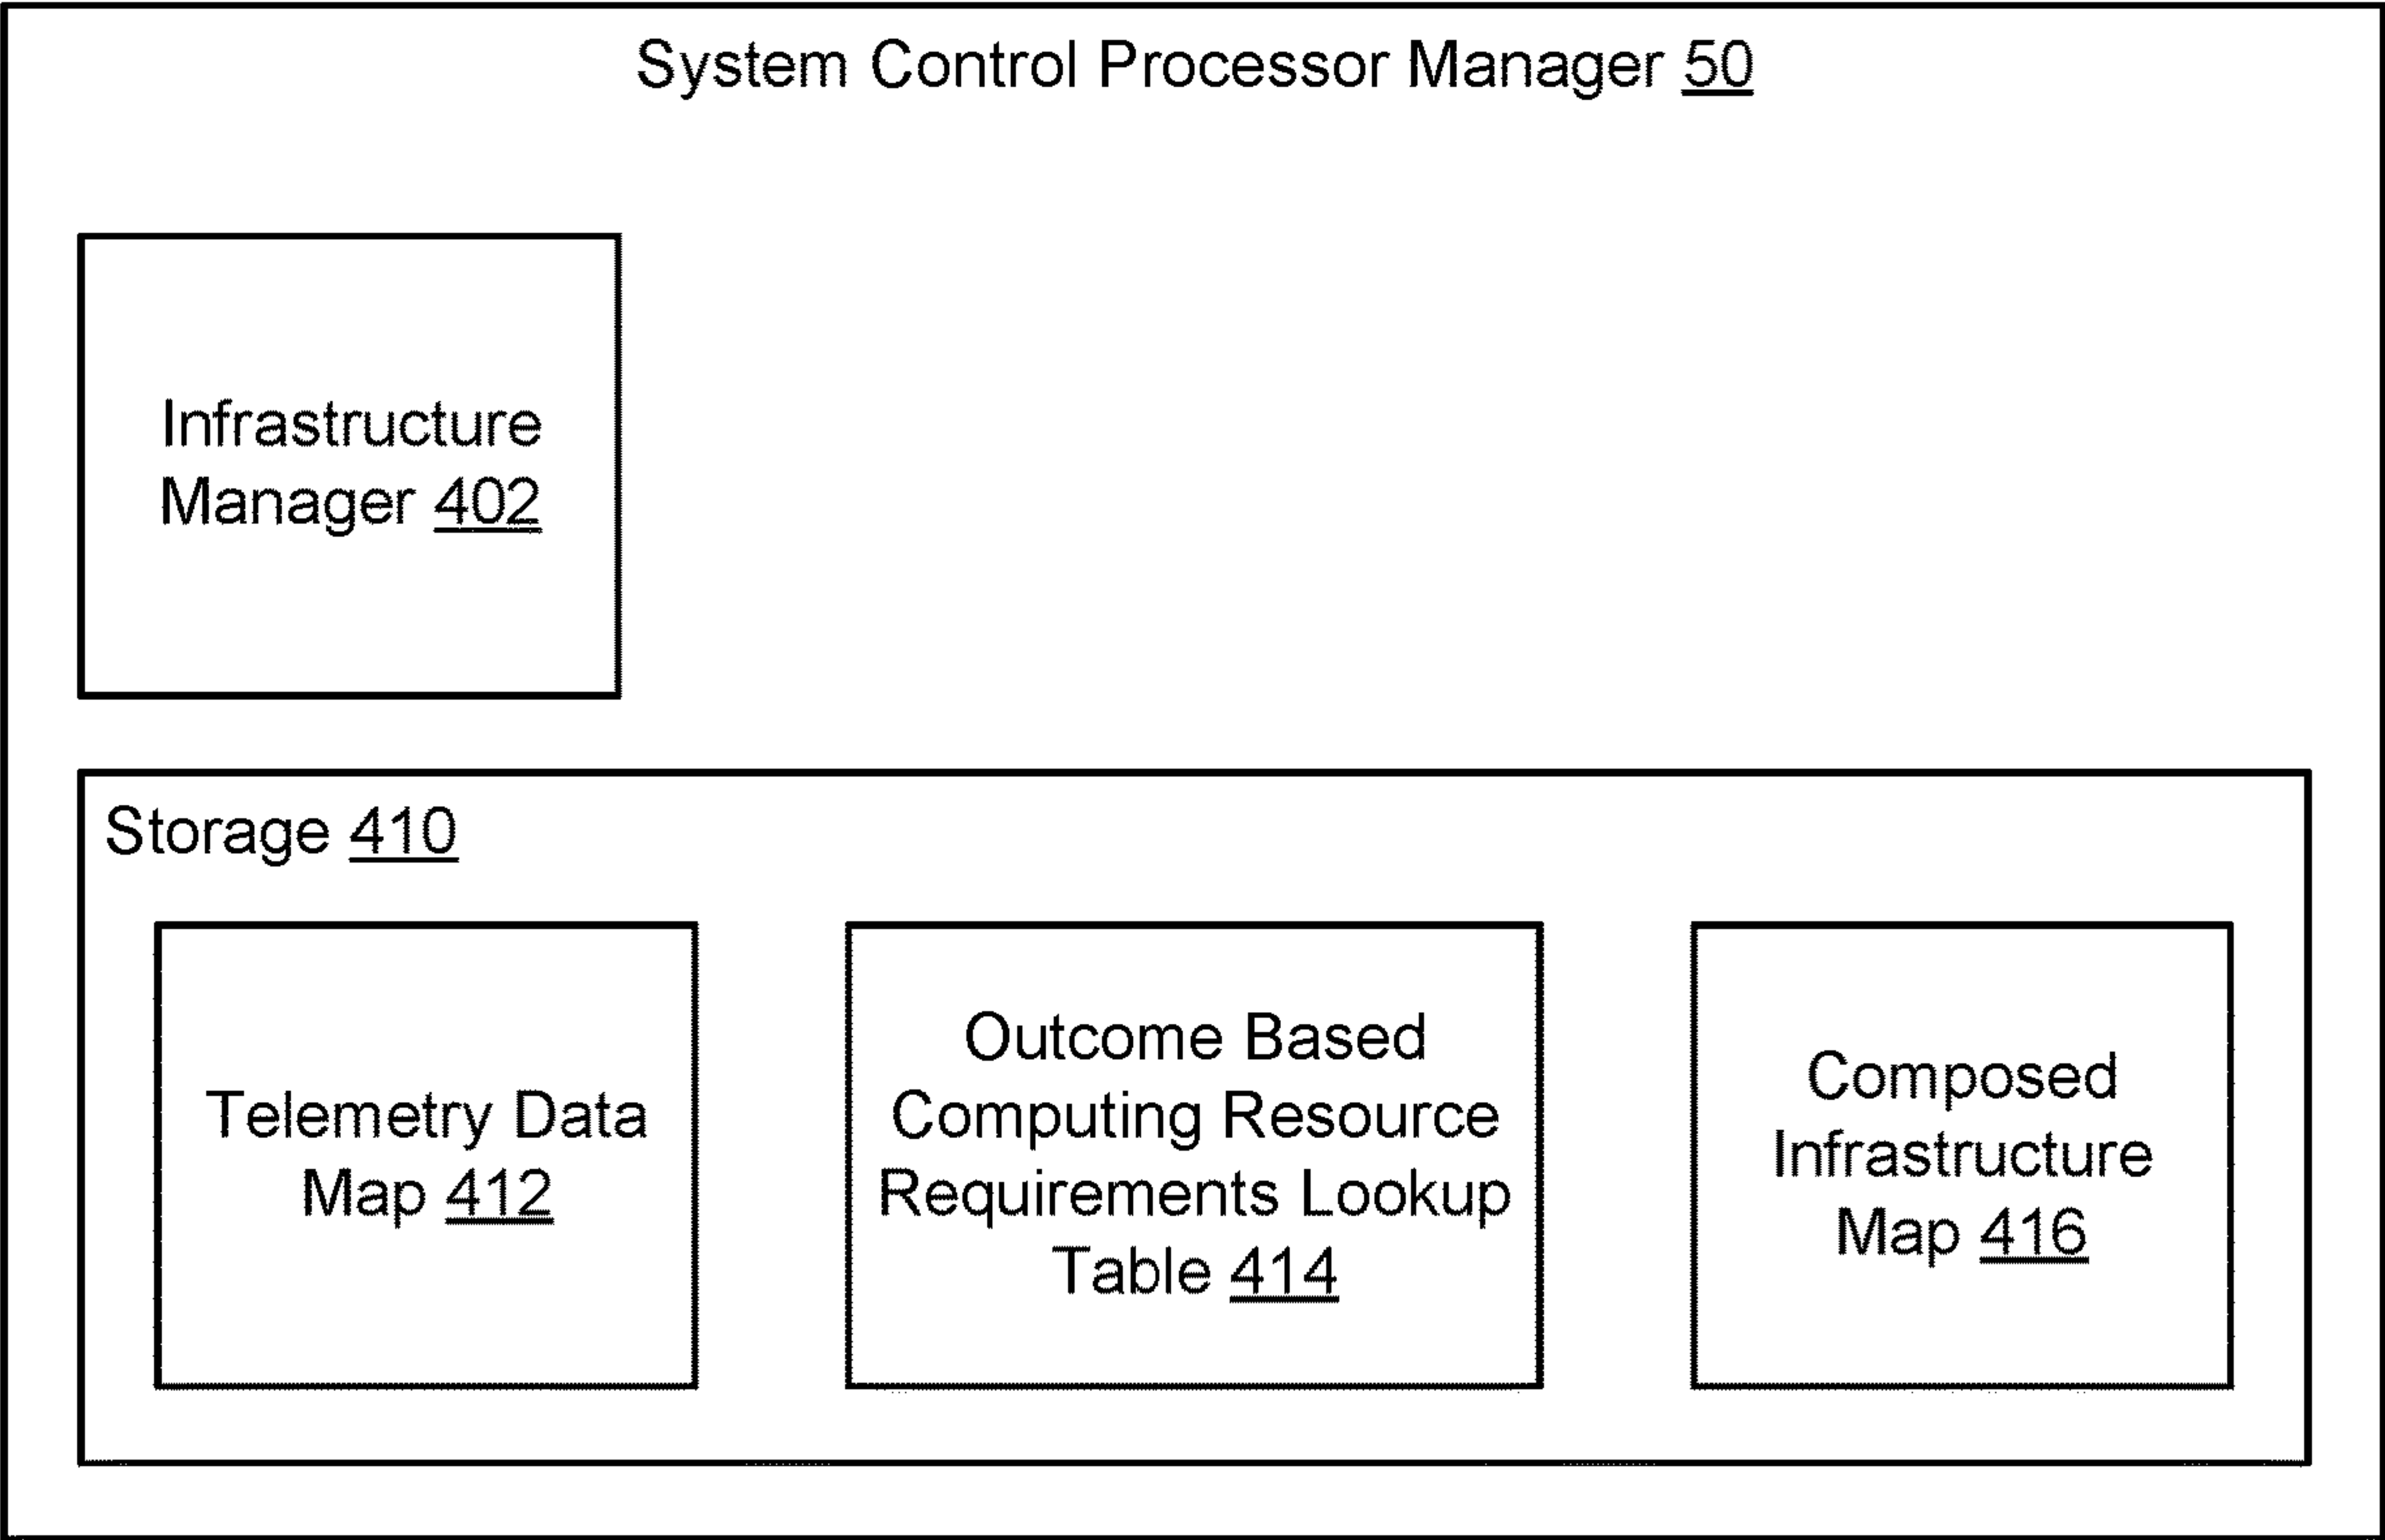 System Control Processor Manager 50
Infrastructure
Manager 402
Storage 410
Telemetry Data
Map 412
Outcome Based
Computing Resource
Requirements Lookup
Table 414
Composed
Infrastructure
Map 416